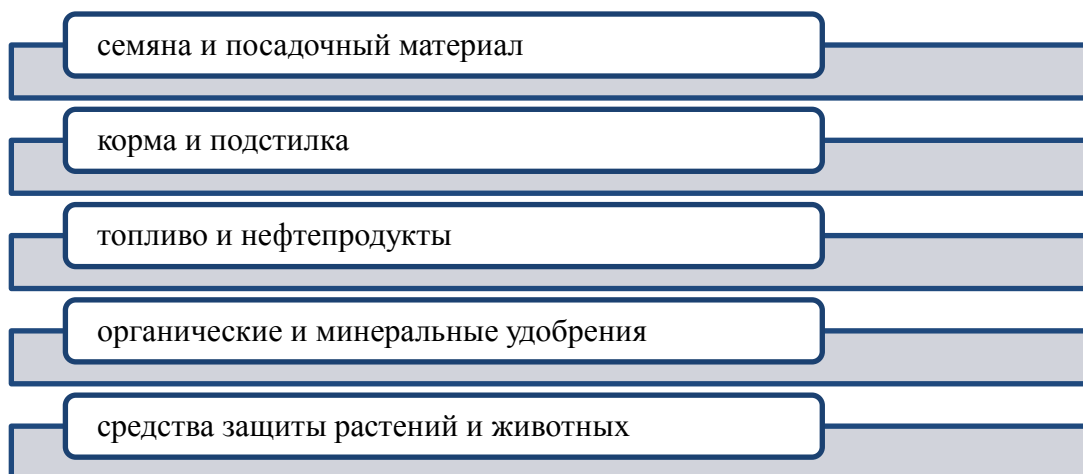 семяна и посадочный материал
корма и подстилка
топливо и нефтепродукты
органические и минеральные удобрения
средства защиты растений и животных